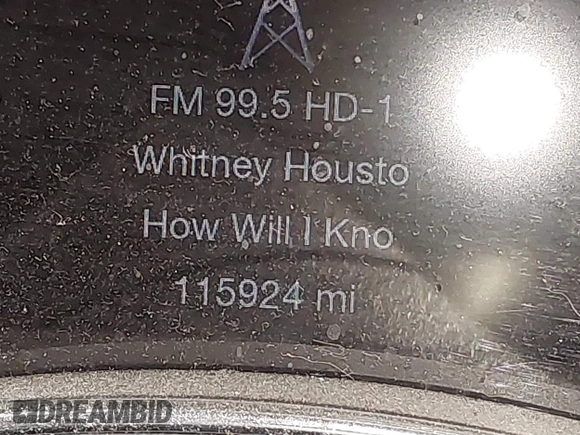 FM 99.5 HD-1
Whitney Housto
How Will I Kno
115924 mi
DREAMBID